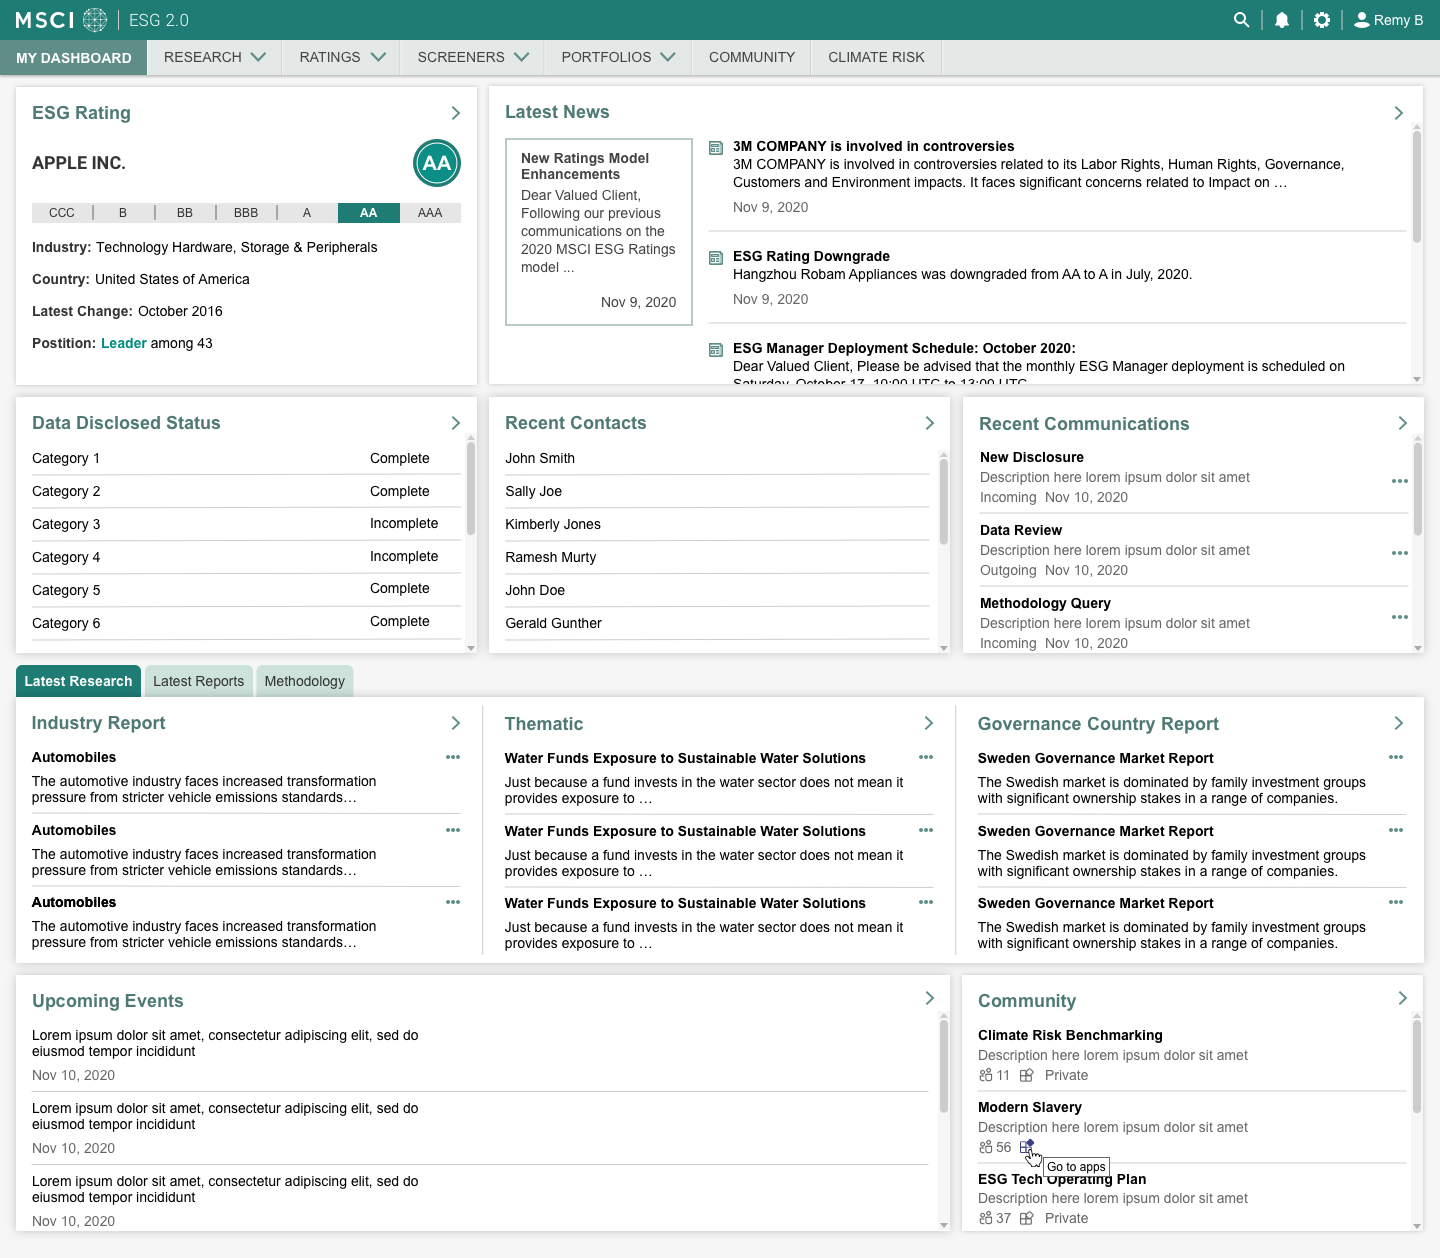 MSCI ESG 2.0
Remy B
MY DASHBOARD RESEARCH RATINGS SCREENERS PORTFOLIOS COMMUNITY CLIMATE RISK
ESG Rating
APPLE INC.
AA
CCC B BB BBB A AA AAA
Industry: Technology Hardware, Storage & Peripherals
Country: United States of America
Latest Change: October 2016
Postition: Leader among 43
Latest News
New Ratings Model
Enhancements
Dear Valued Client,
Following our previous
communications on the
2020 MSCI ESG Ratings
model ...
Nov 9, 2020
3M COMPANY is involved in controversies
3M COMPANY is involved in controversies related to its Labor Rights, Human Rights, Governance,
Customers and Environment impacts. It faces significant concerns related to Impact on …
Nov 9, 2020
ESG Rating Downgrade
Hangzhou Robam Appliances was downgraded from AA to A in July, 2020.
Nov 9, 2020
ESG Manager Deployment Schedule: October 2020:
Dear Valued Client, Please be advised that the monthly ESG Manager deployment is scheduled on
Saturday, October 17, 10:00 UTC to 13:00 UTC
Data Disclosed Status
Category 1 Complete
Category 2 Complete
Category 3 Incomplete
Category 4 Incomplete
Category 5 Complete
Category 6 Complete
Recent Contacts
John Smith
Sally Joe
Kimberly Jones
Ramesh Murty
John Doe
Gerald Gunther
Recent Communications
New Disclosure
Description here lorem ipsum dolor sit amet
Incoming Nov 10, 2020
Data Review
Description here lorem ipsum dolor sit amet
Outgoing Nov 10, 2020
Methodology Query
Description here lorem ipsum dolor sit amet
Incoming Nov 10, 2020
Latest Research Latest Reports Methodology
Industry Report
Automobiles
The automotive industry faces increased transformation
pressure from stricter vehicle emissions standards…
Automobiles
The automotive industry faces increased transformation
pressure from stricter vehicle emissions standards…
Automobiles
The automotive industry faces increased transformation
pressure from stricter vehicle emissions standards…
Thematic
Water Funds Exposure to Sustainable Water Solutions
Just because a fund invests in the water sector does not mean it
provides exposure to …
Water Funds Exposure to Sustainable Water Solutions
Just because a fund invests in the water sector does not mean it
provides exposure to …
Water Funds Exposure to Sustainable Water Solutions
Just because a fund invests in the water sector does not mean it
provides exposure to …
Governance Country Report
Sweden Governance Market Report
The Swedish market is dominated by family investment groups
with significant ownership stakes in a range of companies.
Sweden Governance Market Report
The Swedish market is dominated by family investment groups
with significant ownership stakes in a range of companies.
Sweden Governance Market Report
The Swedish market is dominated by family investment groups
with significant ownership stakes in a range of companies.
Upcoming Events
Lorem ipsum dolor sit amet, consectetur adipiscing elit, sed do
eiusmod tempor incididunt
Nov 10, 2020
Lorem ipsum dolor sit amet, consectetur adipiscing elit, sed do
eiusmod tempor incididunt
Nov 10, 2020
Lorem ipsum dolor sit amet, consectetur adipiscing elit, sed do
eiusmod tempor incididunt
Nov 10, 2020
Community
Climate Risk Benchmarking
Description here lorem ipsum dolor sit amet
11 Private
Modern Slavery
Description here lorem ipsum dolor sit amet
56
Go to apps
ESG Tech Operating Plan
Description here lorem ipsum dolor sit amet
37 Private